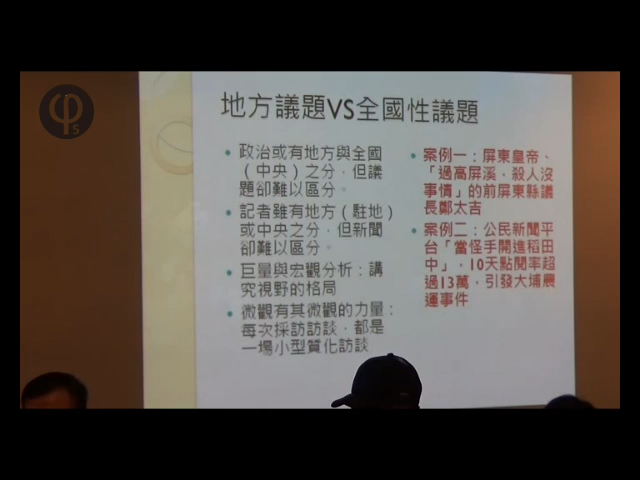 φ5
地方議題VS全國性議題
• 政治或有地方與全國
（中央）之分，但議
題卻難以區分。
• 記者雖有地方（駐地）
或中央之分，但新聞
卻難以區分。
• 巨量與宏觀分析：講
究視野的格局
• 微觀有其微觀的力量：
每次採訪訪談，都是
一場小型質化訪談
• 案例一：屏東皇帝、
「過高屏溪，殺人沒
事情」的前屏東縣議
長鄭太吉
• 案例二：公民新聞平
台「當怪手開進稻田
中」，10天點閱率超
過13萬，引發大埔農
運事件